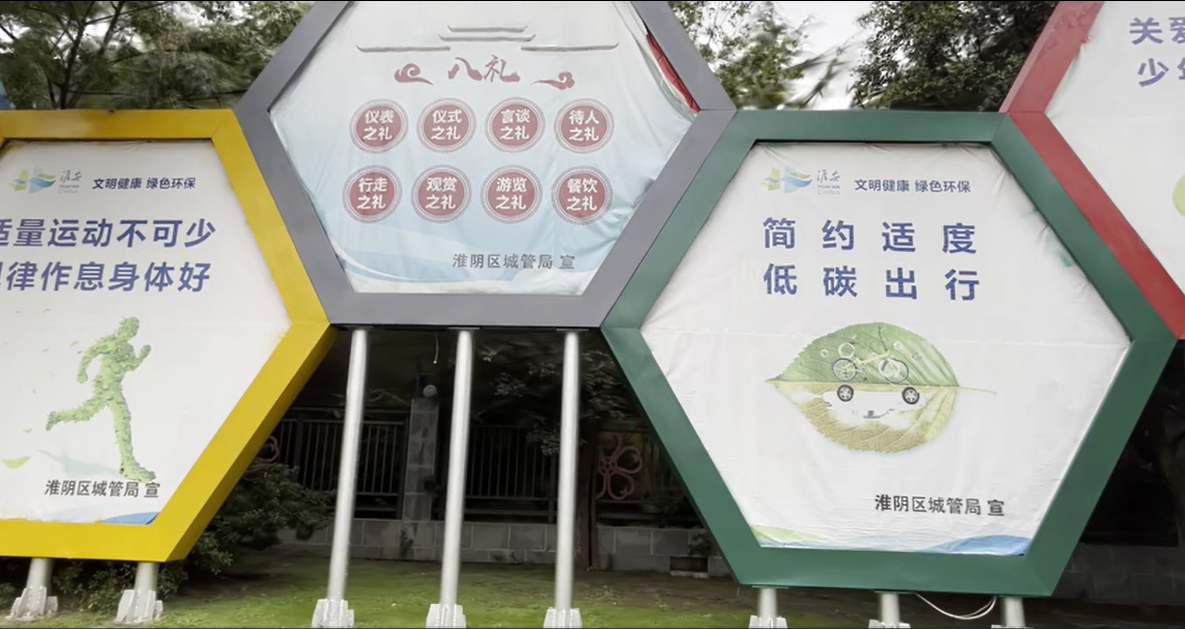 淮安
HUAIAN
CHINA
文明健康 绿色环保
适量运动不可少
律作息身体好
淮阴区城管局 宣
八礼
仪表之礼
仪式之礼
言谈之礼
待人之礼
行走之礼
观赏之礼
游览之礼
餐饮之礼
淮阴区城管局 宣
淮安
HUAIAN
CHINA
文明健康 绿色环保
简约适度
低碳出行
淮阴区城管局 宣
关爱
少年